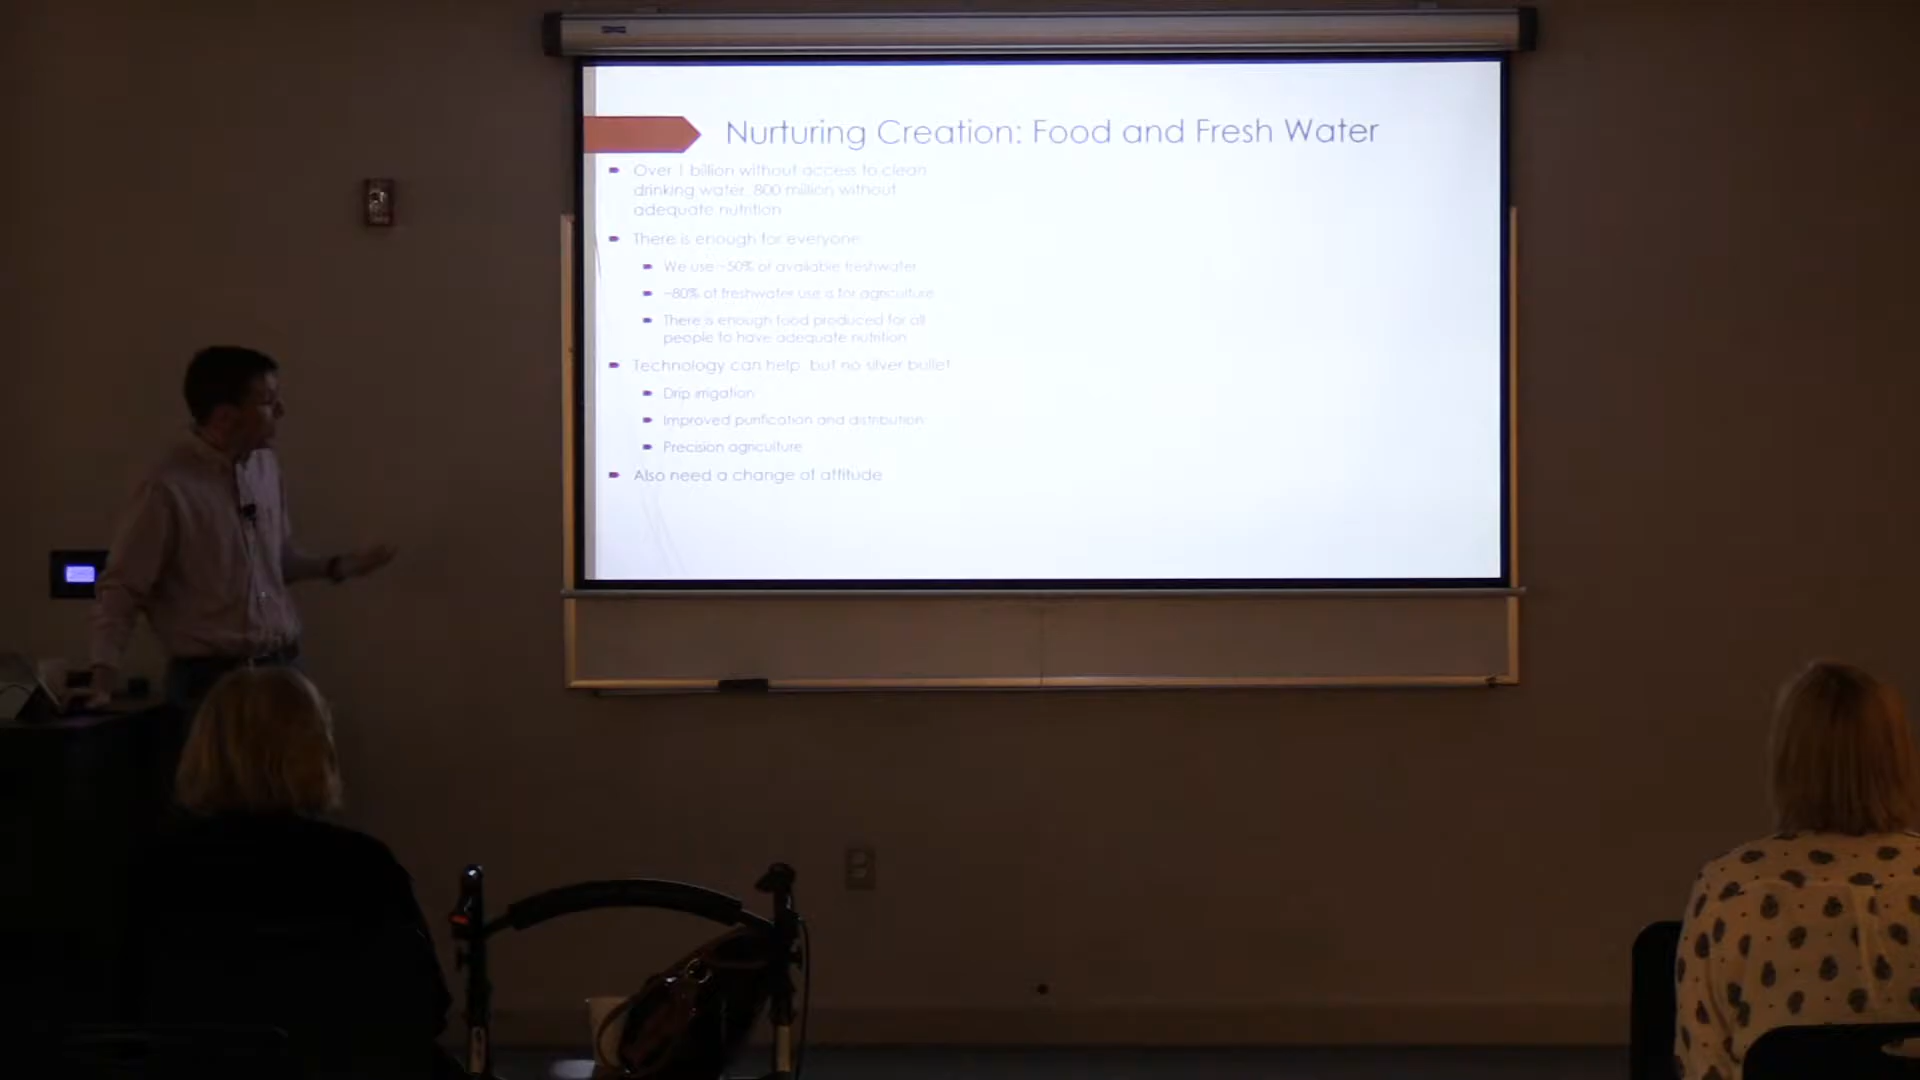 Nurturing Creation: Food and Fresh Water
Over 1 billion without access to clean
drinking water, 800 million without
adequate nutrition
There is enough for everyone
We use ~50% of available freshwater
~80% of freshwater use is for agriculture
There is enough food produced for all
people to have adequate nutrition
Technology can help, but no silver bullet
Drip irrigation
Improved purification and distribution
Precision agriculture
Also need a change of attitude